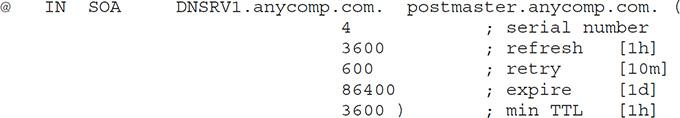 @ IN SOA DNSRV1.anycomp.com. postmaster.anycomp.com. (
4 ; serial number
3600 ; refresh [1h]
600 ; retry [10m]
86400 ; expire [1d]
3600 ) ; min TTL [1h]